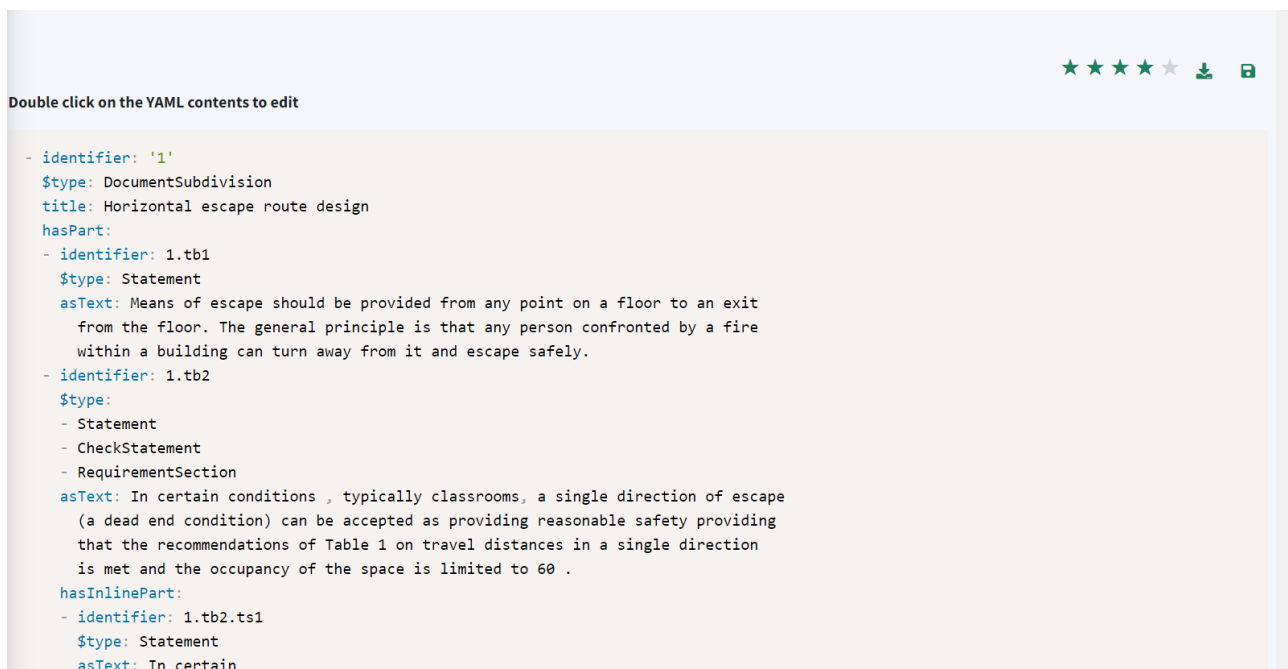 Double click on the YAML contents to edit
- identifier: '1'
$type: DocumentSubdivision
title: Horizontal escape route design
hasPart:
- identifier: 1.tb1
$type: Statement
asText: Means of escape should be provided from any point on a floor to an exit
from the floor. The general principle is that any person confronted by a fire
within a building can turn away from it and escape safely.
- identifier: 1.tb2
$type:
- Statement
- CheckStatement
- RequirementSection
asText: In certain conditions , typically classrooms, a single direction of escape
(a dead end condition) can be accepted as providing reasonable safety providing
that the recommendations of Table 1 on travel distances in a single direction
is met and the occupancy of the space is limited to 60 .
hasInlinePart:
- identifier: 1.tb2.ts1
$type: Statement
asText: In certain